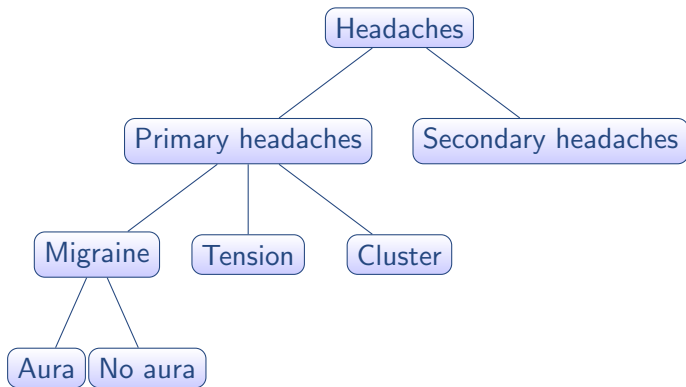 Headaches
Primary headaches
Secondary headaches
Migraine
Tension
Cluster
Aura
No aura